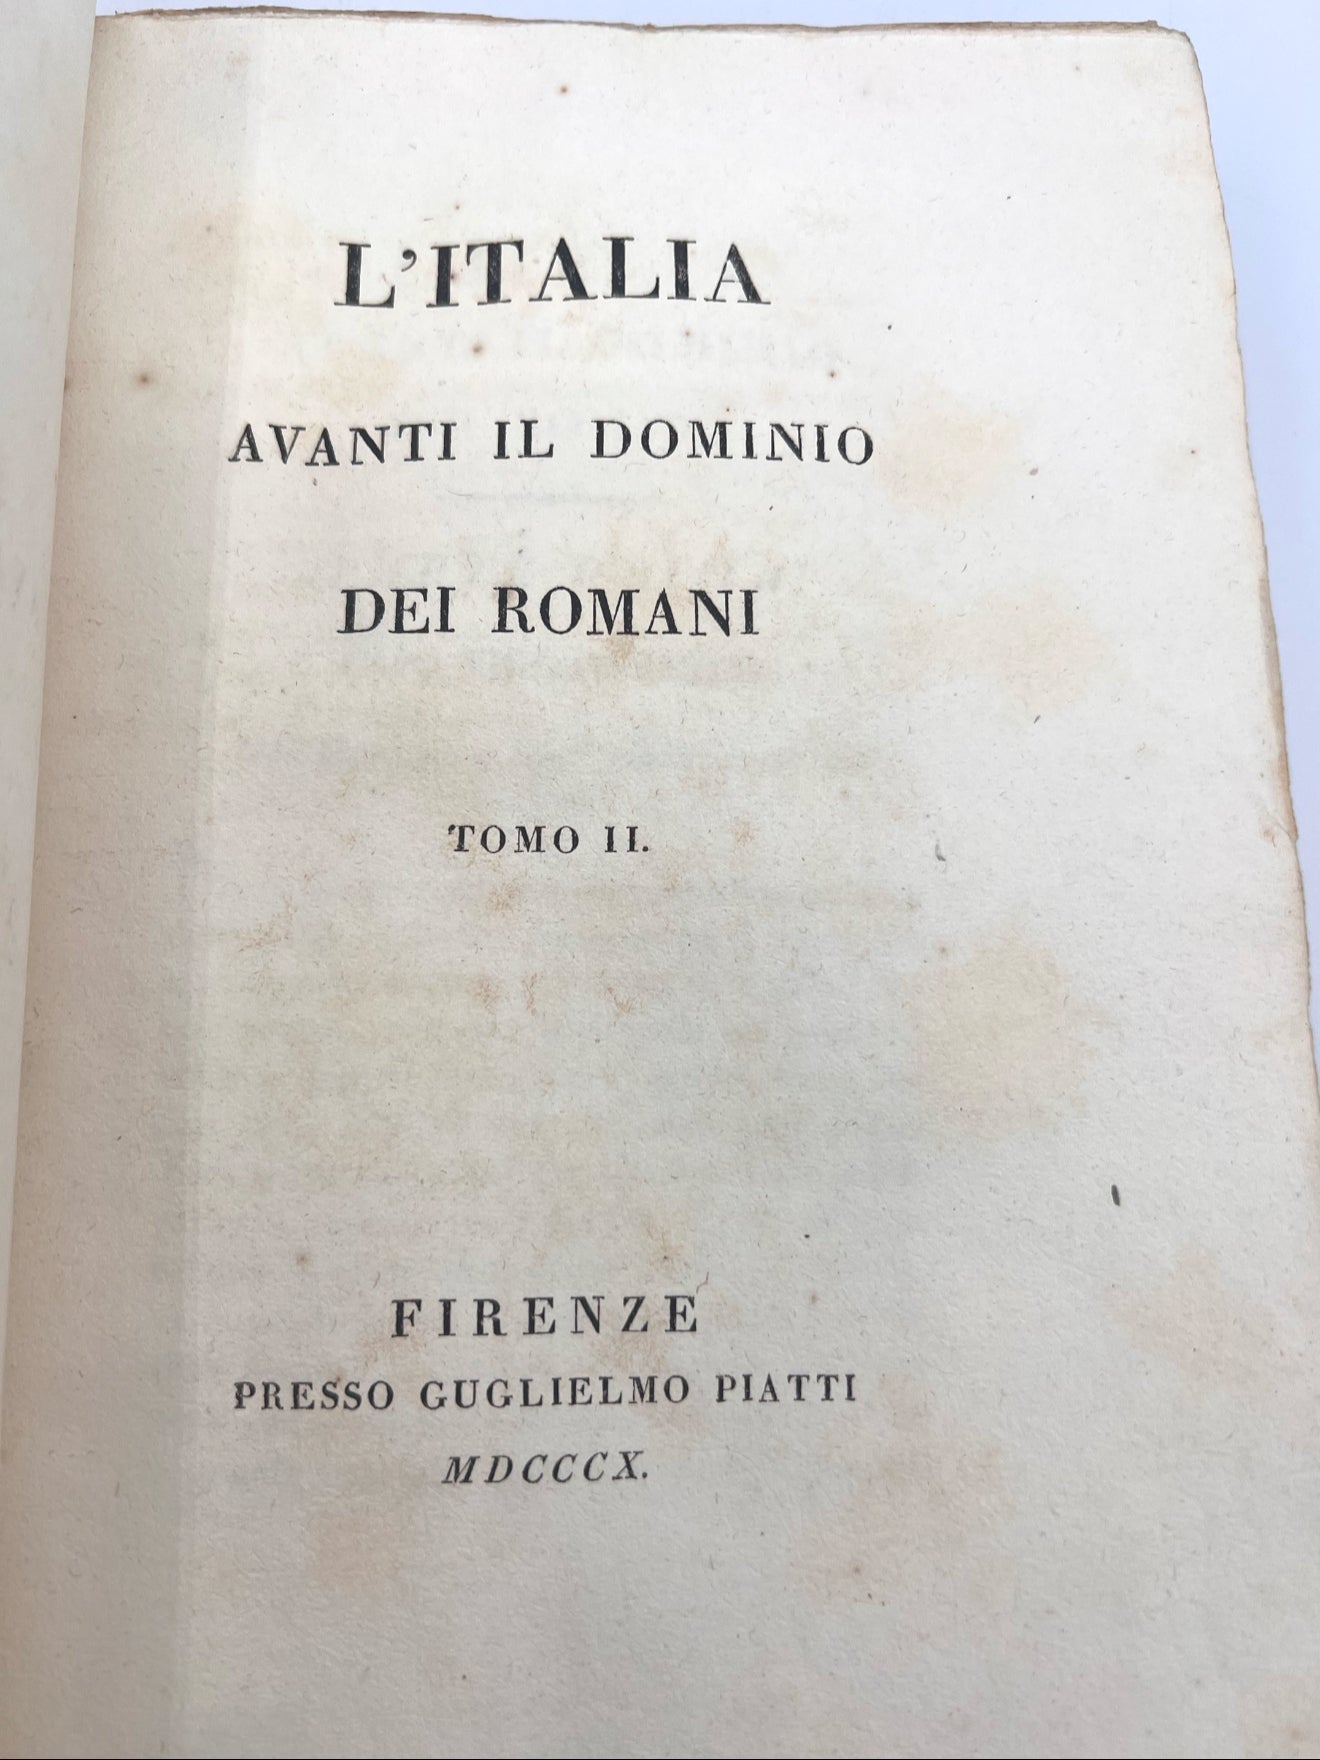 L'ITALIA
AVANTI IL DOMINIO
DEI ROMANI
TOMO II.
FIRENZE
PRESSO GUGLIELMO PIATTI
MDCCCX.